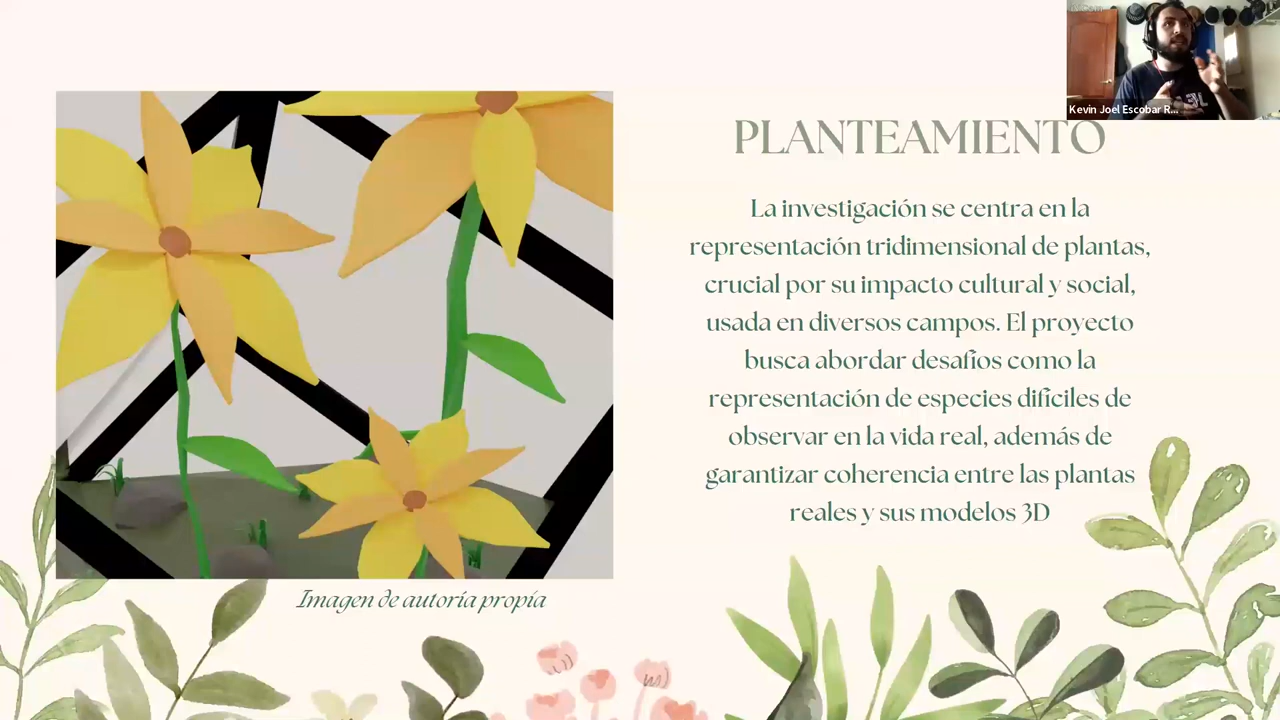 Kevin Joel Escobar R...
PLANTEAMIENTO
La investigación se centra en la
representación tridimensional de plantas,
crucial por su impacto cultural y social,
usada en diversos campos. El proyecto
busca abordar desafíos como la
representación de especies difíciles de
observar en la vida real, además de
garantizar coherencia entre las plantas
reales y sus modelos 3D
Imagen de autoría propia